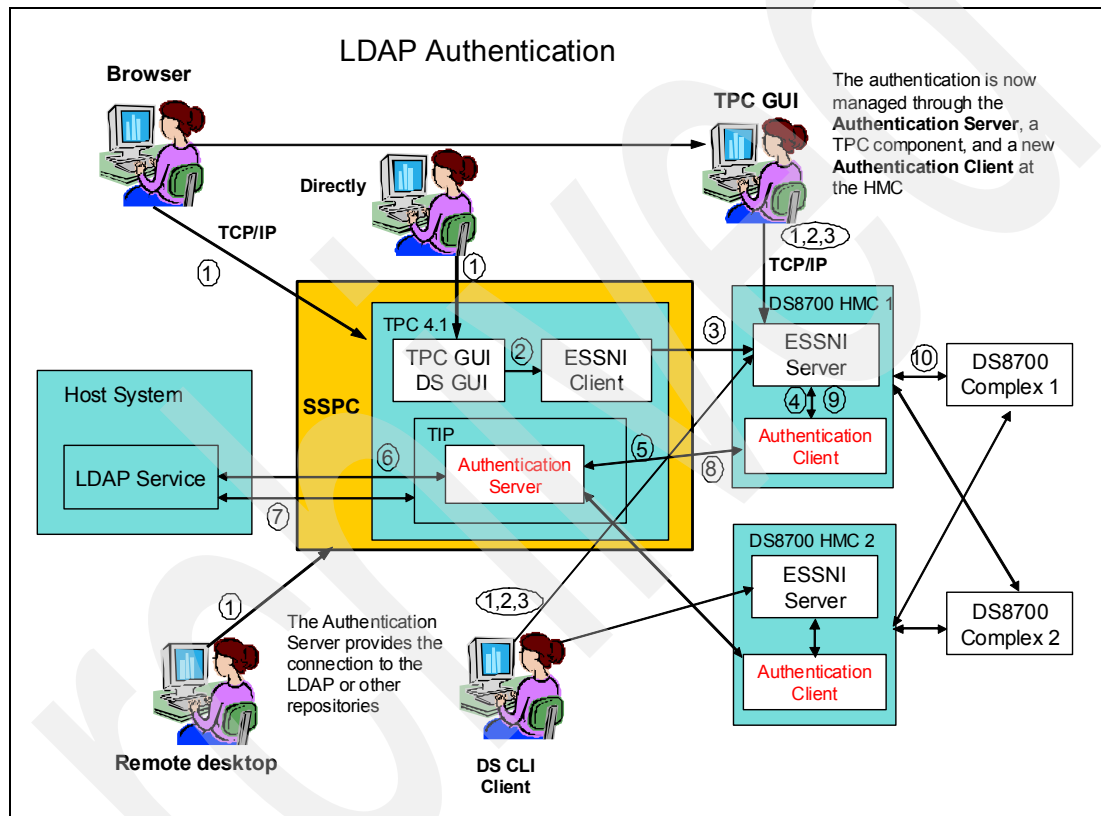 LDAP Authentication
Browser
TPC GUI
The authentication is now
managed through the
Authentication Server, a
TPC component, and a new
Authentication Client at
the HMC
Directly
TCP/IP
1
1
1,2,3
TCP/IP
SSPC
TPC 4.1
TPC GUI
DS GUI
2
ESSNI
Client
3
DS8700 HMC 1
ESSNI
Server
4
9
Authentication
Client
10
DS8700
Complex 1
Host System
LDAP Service
6
7
TIP
Authentication
Server
5
8
DS8700 HMC 2
ESSNI
Server
Authentication
Client
DS8700
Complex 2
1
The Authentication
Server provides the
connection to the
LDAP or other
repositories
Remote desktop
1,2,3
DS CLI
Client